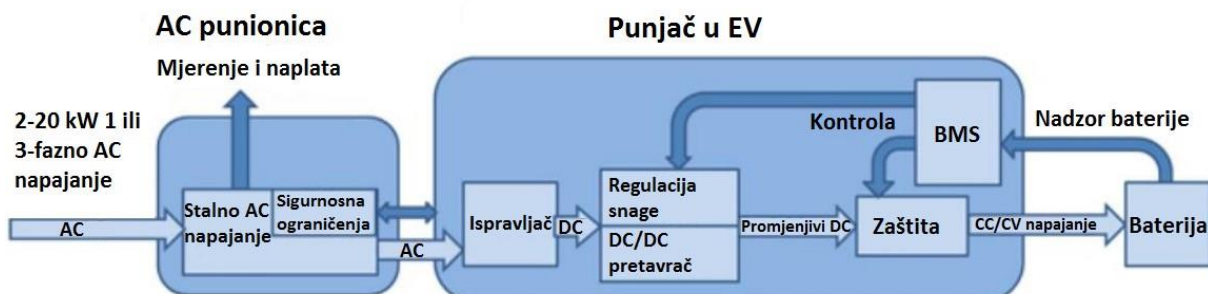 AC punionica
Punjač u EV
Mjerenje i naplata
2-20 kW 1 ili
3-fazno AC
napajanje
AC
Stalno AC
napajanje
Sigurnosna
ograničenja
AC
Ispravljač
DC
Regulacija
snage
DC/DC
pretavrač
Promjenjivi DC
Kontrola
BMS
Zaštita
Nadzor baterije
CC/CV napajanje
Baterija